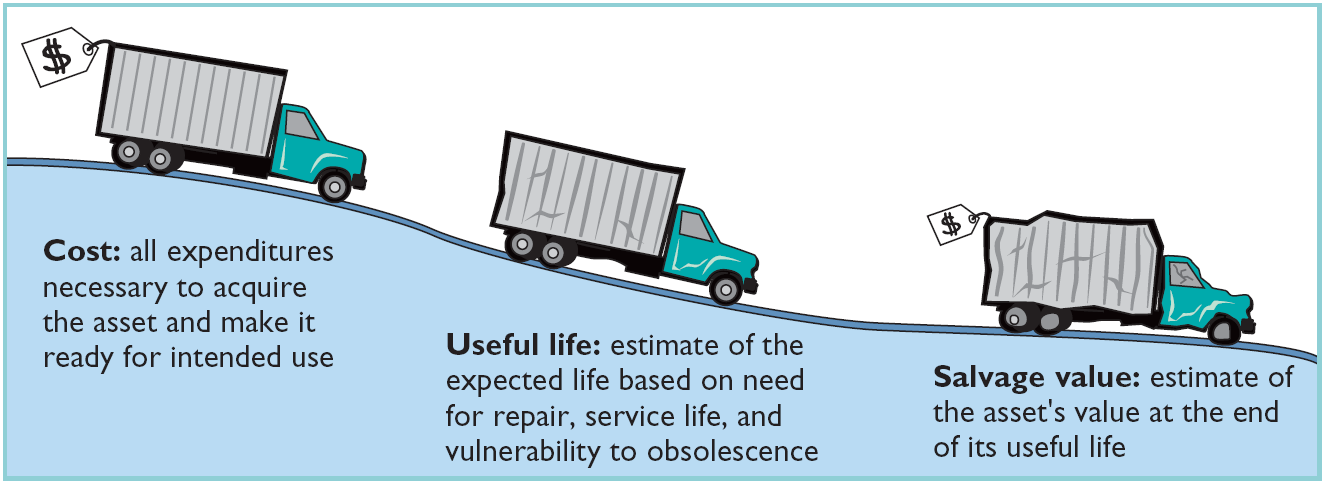 $
Cost: all expenditures
necessary to acquire
the asset and make it
ready for intended use
Useful life: estimate of the
expected life based on need
for repair, service life, and
vulnerability to obsolescence
$
Salvage value: estimate of
the asset's value at the end
of its useful life